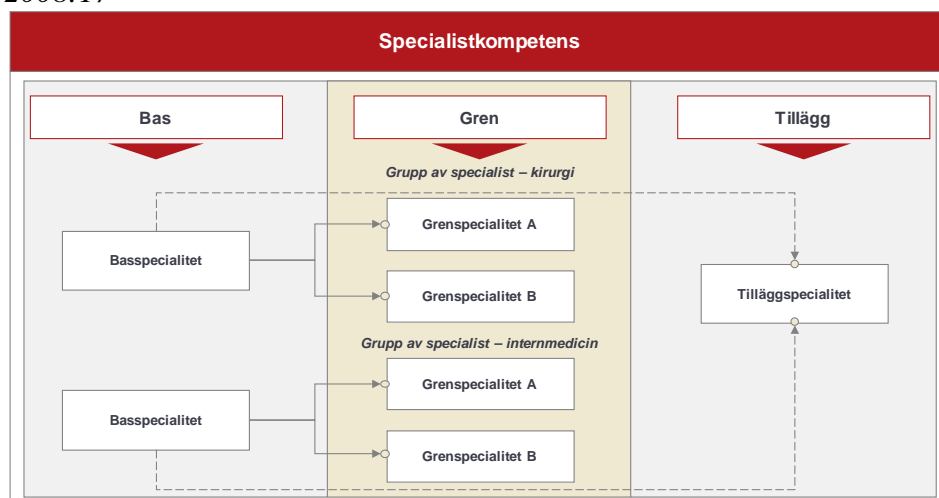 Specialistkompetens
Bas
Gren
Tillägg
Grupp av specialist – kirurgi
Grenspecialitet A
Basspecialitet
Grenspecialitet B
Tilläggspecialitet
Grupp av specialist – internmedicin
Grenspecialitet A
Basspecialitet
Grenspecialitet B